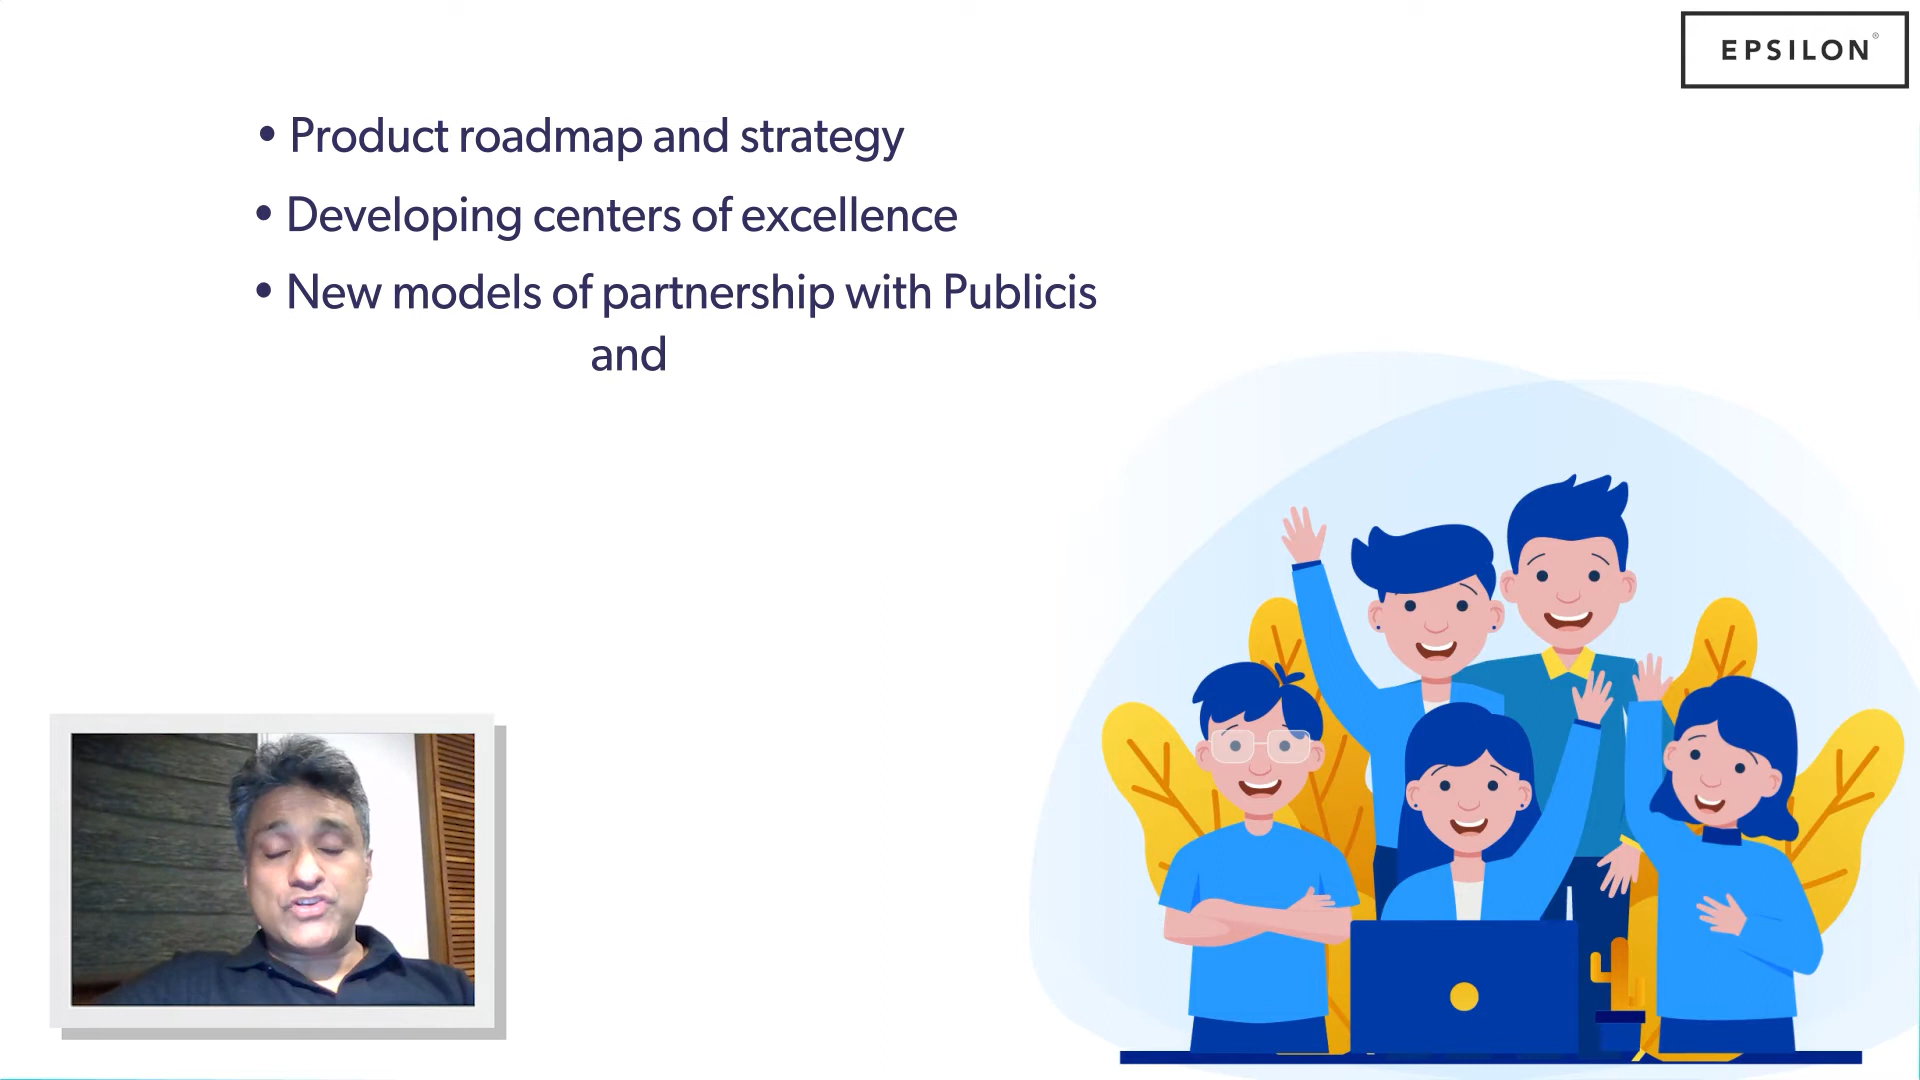 EPSILON®
• Product roadmap and strategy
• Developing centers of excellence
• New models of partnership with Publicis
and